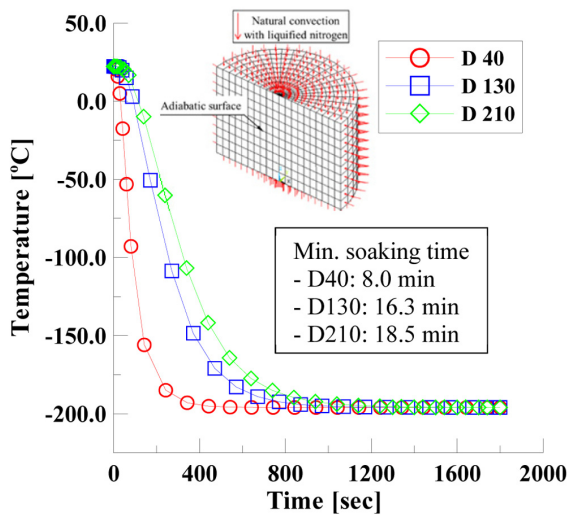 Natural convection
with liquified nitrogen
Adiabatic surface
D 40
D 130
D 210
Min. soaking time
- D40: 8.0 min
- D130: 16.3 min
- D210: 18.5 min
Temperature [°C]
50.0
0.0
-50.0
-100.0
-150.0
-200.0
0 400 800 1200 1600 2000
Time [sec]